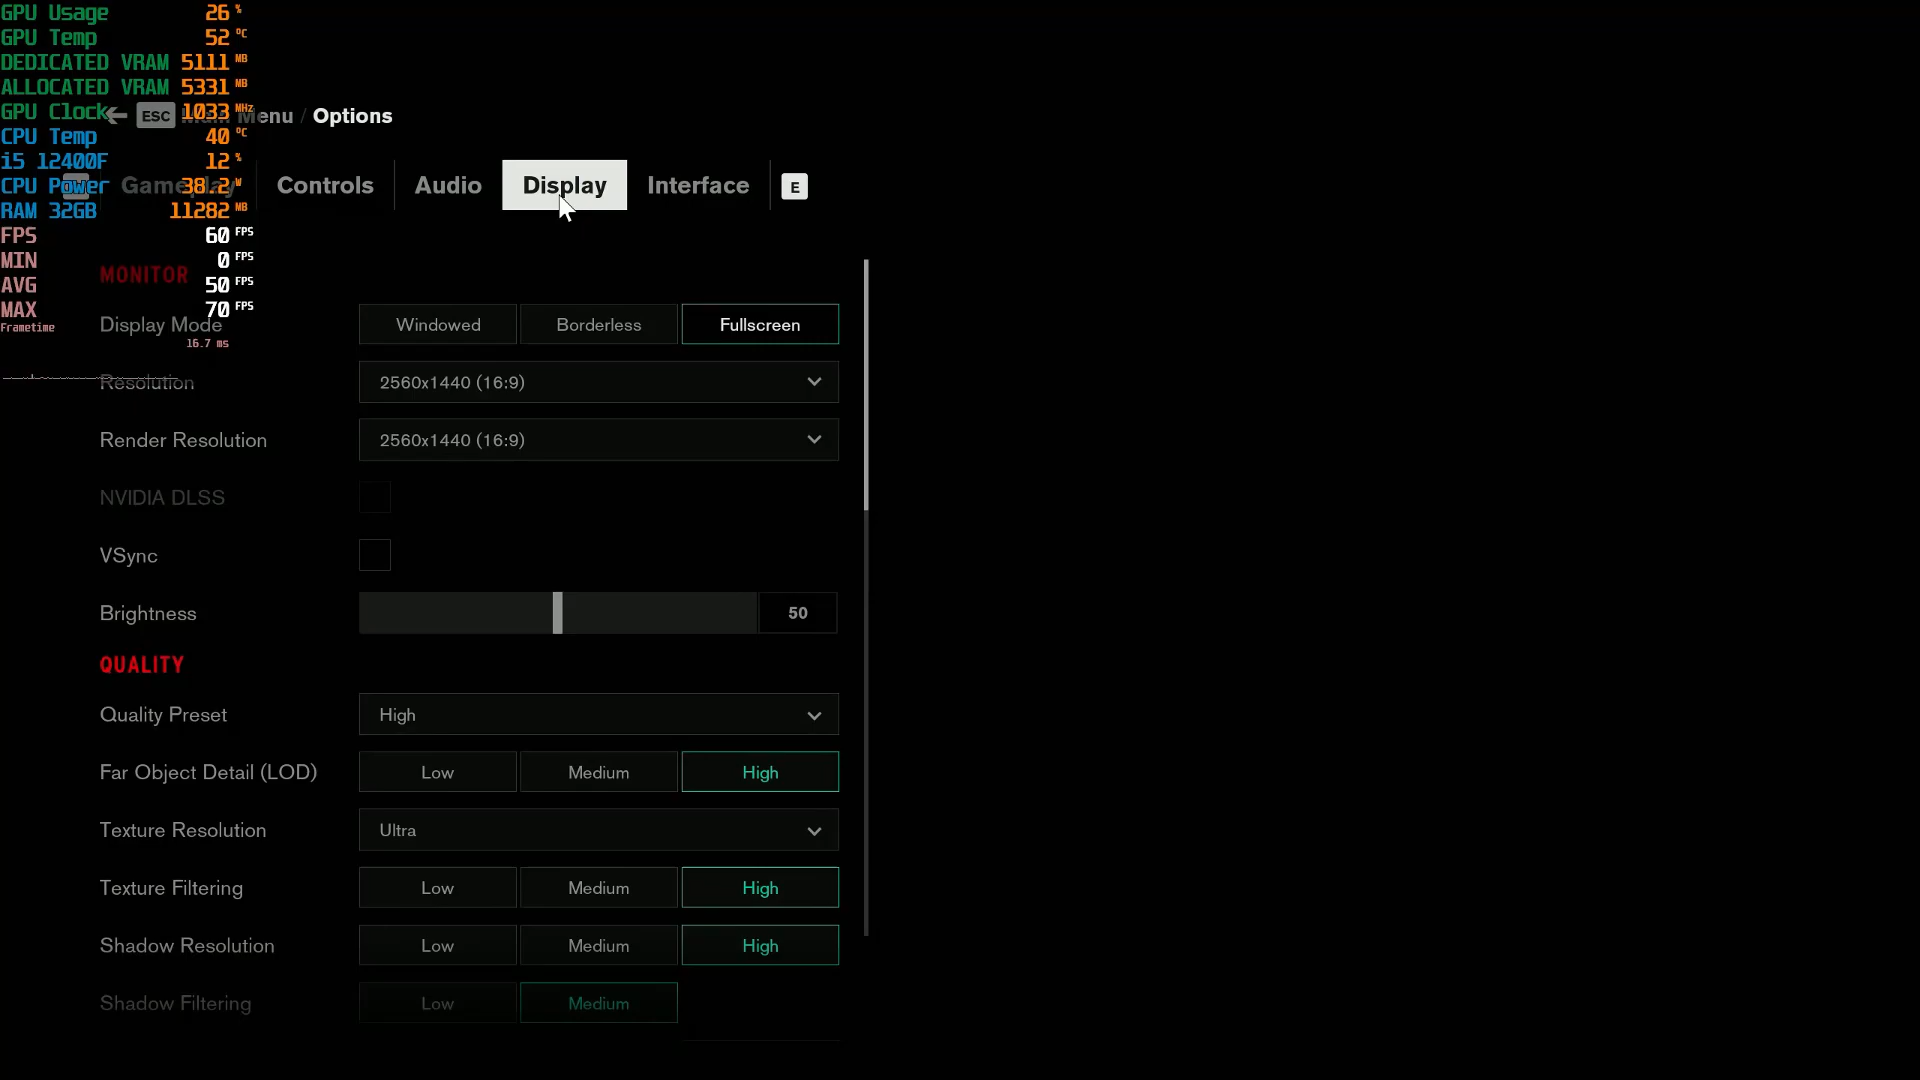 GPU Usage 26 %
GPU Temp 52 °C
DEDICATED VRAM 5111 MB
ALLOCATED VRAM 5331 MB
GPU Clock 1033 MHz
ESC Main Menu / Options
CPU Temp 40 °C
i5 12400F 12 %
CPU Power 38.2 W
Gameplay Controls Audio Display Interface E
RAM 32GB 11282 MB
FPS 60 FPS
MIN 0 FPS
MONITOR
AVG 50 FPS
MAX 70 FPS
Frametime
16.7 ms
Display Mode Windowed Borderless Fullscreen
Resolution 2560x1440 (16:9)
Render Resolution 2560x1440 (16:9)
NVIDIA DLSS
VSync
Brightness 50
QUALITY
Quality Preset High
Far Object Detail (LOD) Low Medium High
Texture Resolution Ultra
Texture Filtering Low Medium High
Shadow Resolution Low Medium High
Shadow Filtering Low Medium